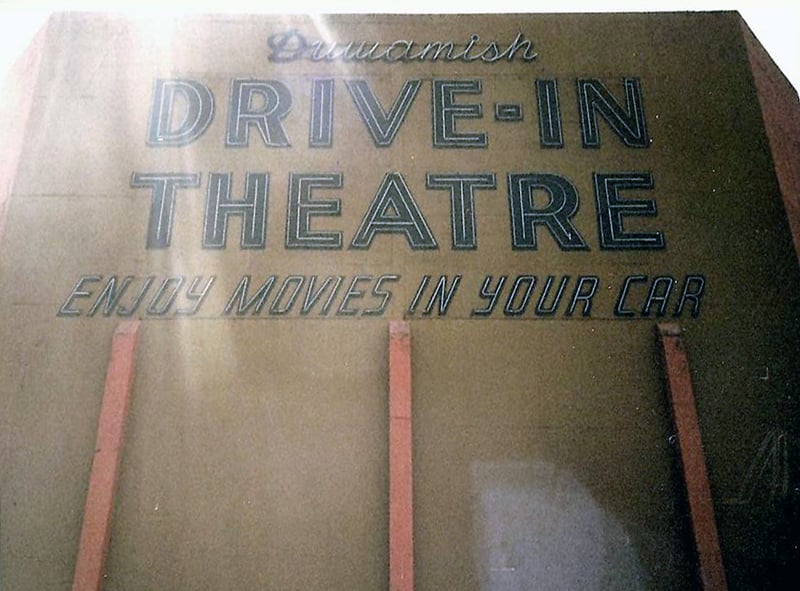 Duwamish
DRIVE-IN
THEATRE
ENJOY MOVIES IN YOUR CAR